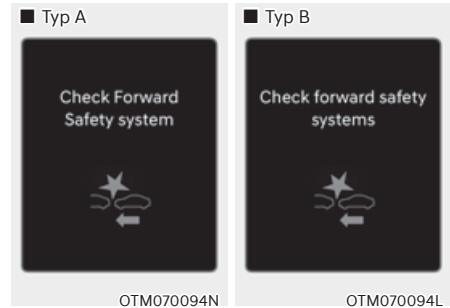 ■ Typ A
Check Forward
Safety system
OTM070094N
■ Typ B
Check forward safety
systems
OTM070094L